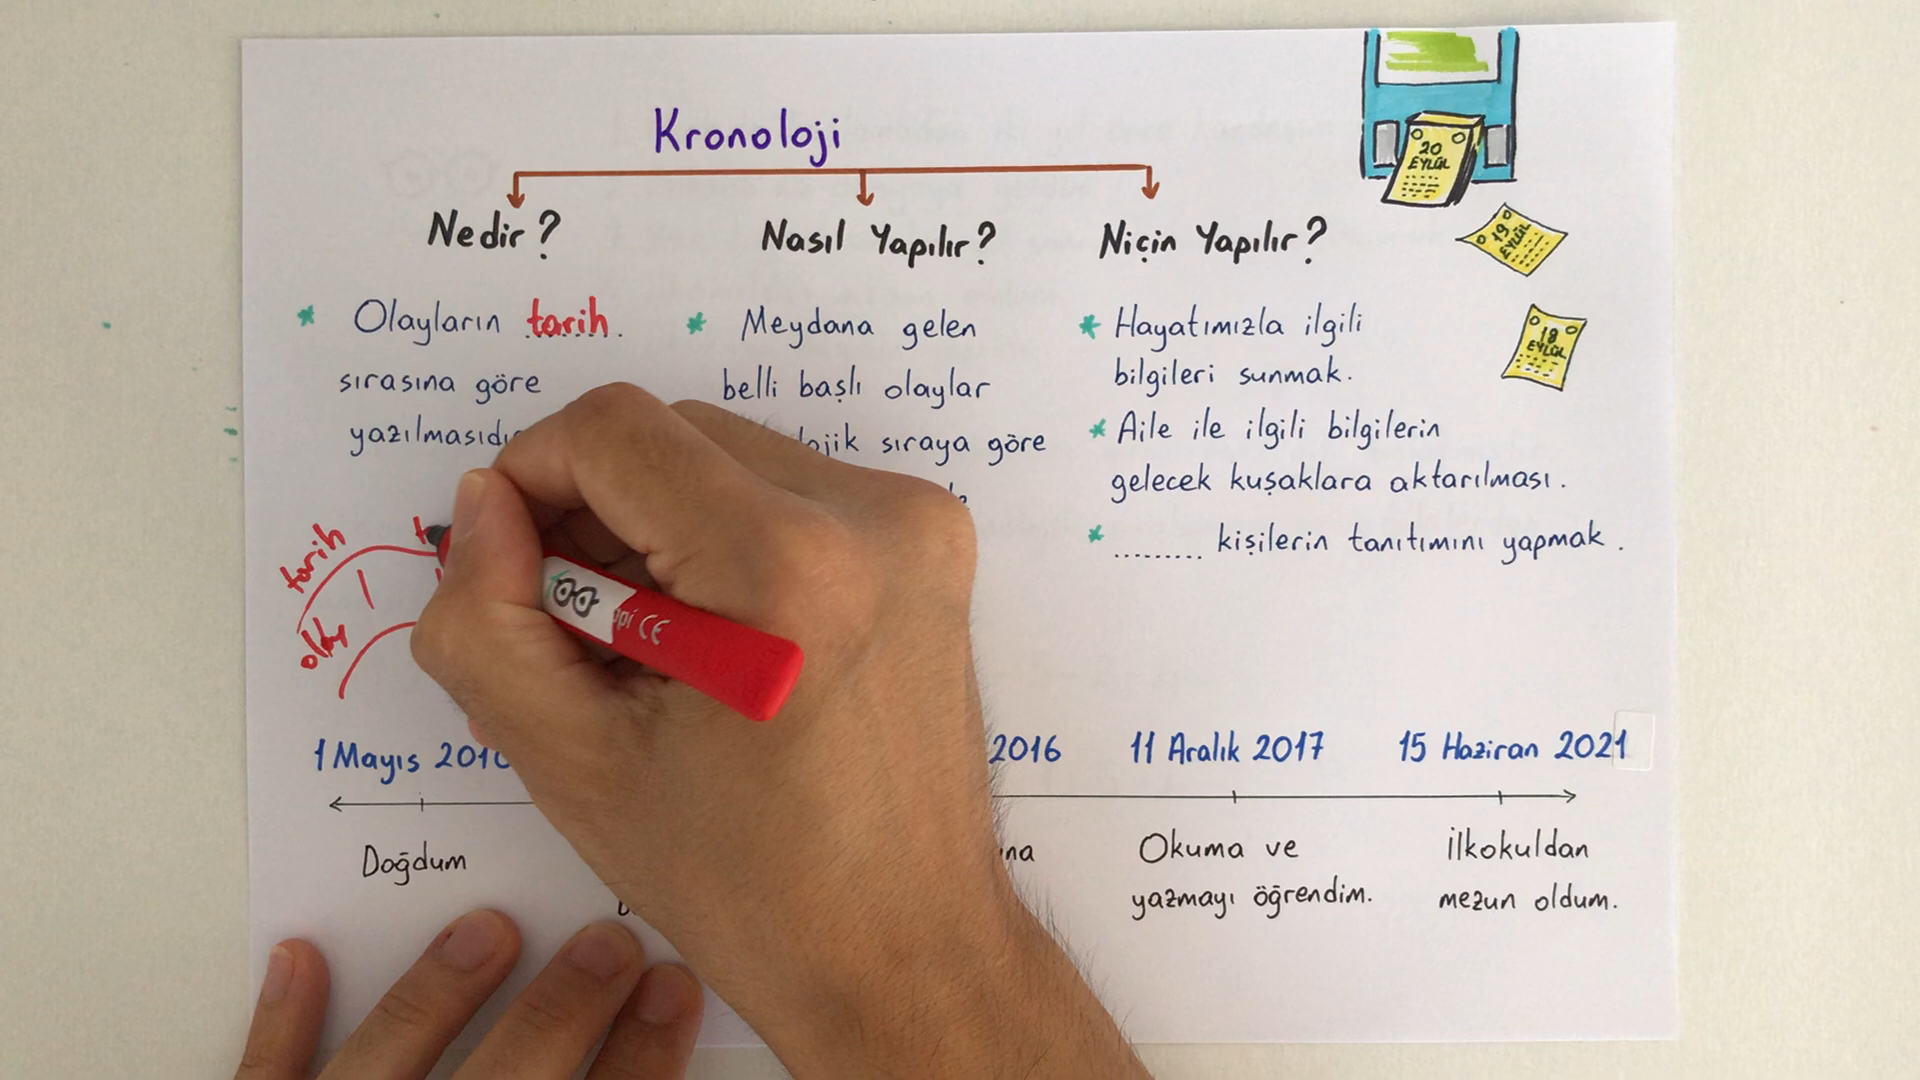 Kronoloji
Nedir?
Nasıl Yapılır?
Niçin Yapılır?
20
EYLÜL
19
EYLÜL
18
EYLÜL
* Olayların tarih.
sırasına göre
* Meydana gelen
belli başlı olaylar
sıraya göre
* Hayatımızla ilgili
bilgileri sunmak.
* Aile ile ilgili bilgilerin
gelecek kuşaklara aktarılması.
* ......... kişilerin tanıtımını yapmak.
tarih
olay
CE
1 Mayıs
2016
11 Aralık 2017
15 Haziran 2021
Doğdum
Okuma ve
yazmayı öğrendim.
İlkokuldan
mezun oldum.